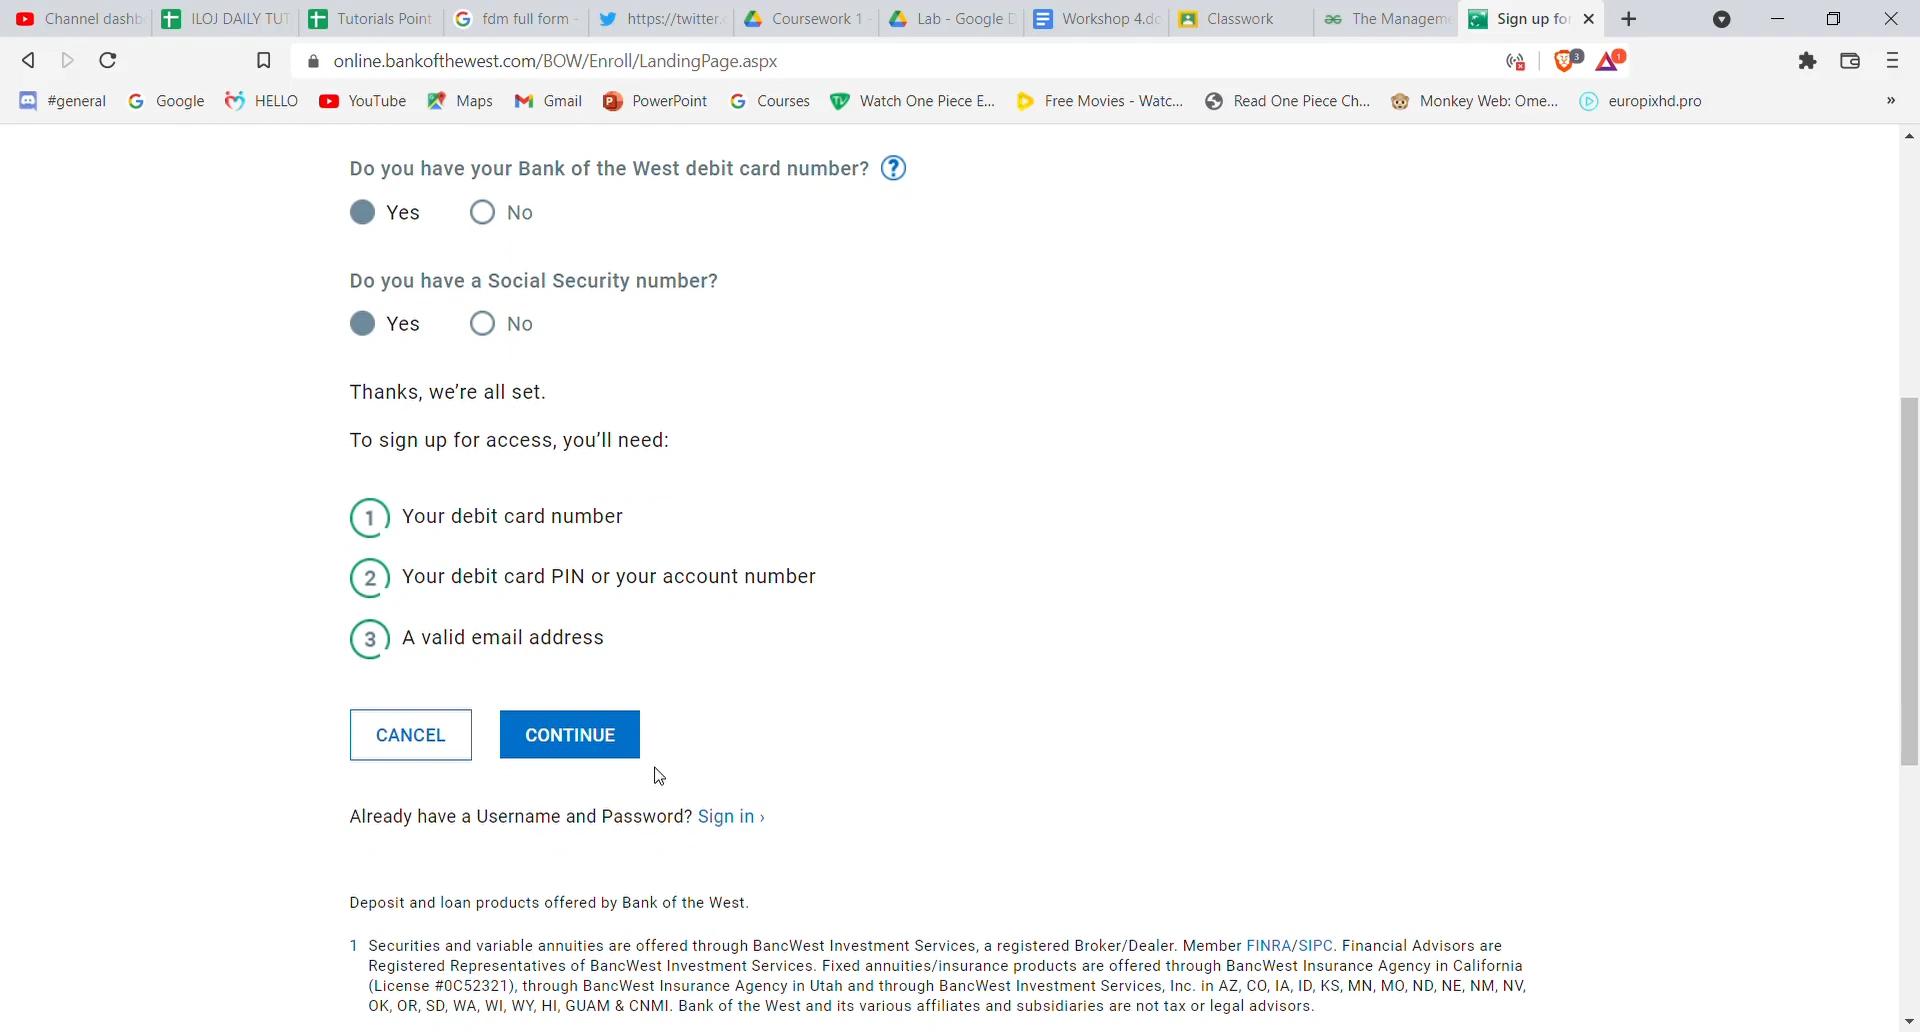 Channel dashb
ILOJ DAILY TUT
Tutorials Point
fdm full form -
https://twitter.
Coursework 1 -
Lab - Google D
Workshop 4.do
Classwork
The Manageme
Sign up for
online.bankofthewest.com/BOW/Enroll/LandingPage.aspx
3
1
#general
Google
HELLO
YouTube
Maps
Gmail
PowerPoint
Courses
Watch One Piece E...
Free Movies - Watc...
Read One Piece Ch...
Monkey Web: Ome...
europixhd.pro
»
Do you have your Bank of the West debit card number? ?
Yes No
Do you have a Social Security number?
Yes No
Thanks, we’re all set.
To sign up for access, you’ll need:
1 Your debit card number
2 Your debit card PIN or your account number
3 A valid email address
CANCEL CONTINUE
Already have a Username and Password? Sign in ›
Deposit and loan products offered by Bank of the West.
1 Securities and variable annuities are offered through BancWest Investment Services, a registered Broker/Dealer. Member FINRA/SIPC. Financial Advisors are
Registered Representatives of BancWest Investment Services. Fixed annuities/insurance products are offered through BancWest Insurance Agency in California
(License #0C52321), through BancWest Insurance Agency in Utah and through BancWest Investment Services, Inc. in AZ, CO, IA, ID, KS, MN, MO, ND, NE, NM, NV,
OK, OR, SD, WA, WI, WY, HI, GUAM & CNMI. Bank of the West and its various affiliates and subsidiaries are not tax or legal advisors.